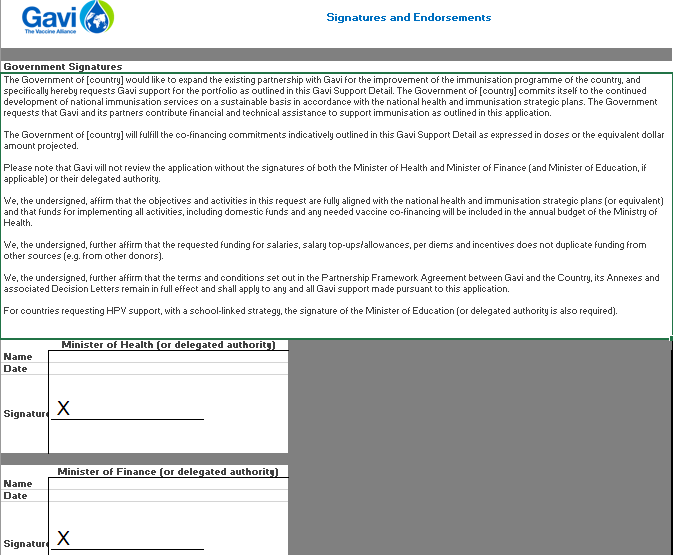 Gavi
The Vaccine Alliance
Signatures and Endorsements
Government Signatures
The Government of [country] would like to expand the existing partnership with Gavi for the improvement of the immunisation programme of the country, and
specifically hereby requests Gavi support for the portfolio as outlined in this Gavi Support Detail. The Government of [country] commits itself to the continued
development of national immunisation services on a sustainable basis in accordance with the national health and immunisation strategic plans. The Government
requests that Gavi and its partners contribute financial and technical assistance to support immunisation as outlined in this application.
The Government of [country] will fulfill the co-financing commitments indicatively outlined in this Gavi Support Detail as expressed in doses or the equivalent dollar
amount projected.
Please note that Gavi will not review the application without the signatures of both the Minister of Health and Minister of Finance (and Minister of Education, if
applicable) or their delegated authority.
We, the undersigned, affirm that the objectives and activities in this request are fully aligned with the national health and immunisation strategic plans (or equivalent)
and that funds for implementing all activities, including domestic funds and any needed vaccine co-financing will be included in the annual budget of the Ministry of
Health.
We, the undersigned, further affirm that the requested funding for salaries, salary top-ups/allowances, per diems and incentives does not duplicate funding from
other sources (e.g. from other donors).
We, the undersigned, further affirm that the terms and conditions set out in the Partnership Framework Agreement between Gavi and the Country, its Annexes and
associated Decision Letters remain in full effect and shall apply to any and all Gavi support made pursuant to this application.
For countries requesting HPV support, with a school-linked strategy, the signature of the Minister of Education (or delegated authority is also required).
Minister of Health (or delegated authority)
Name
Date
Signature X
Minister of Finance (or delegated authority)
Name
Date
Signature X